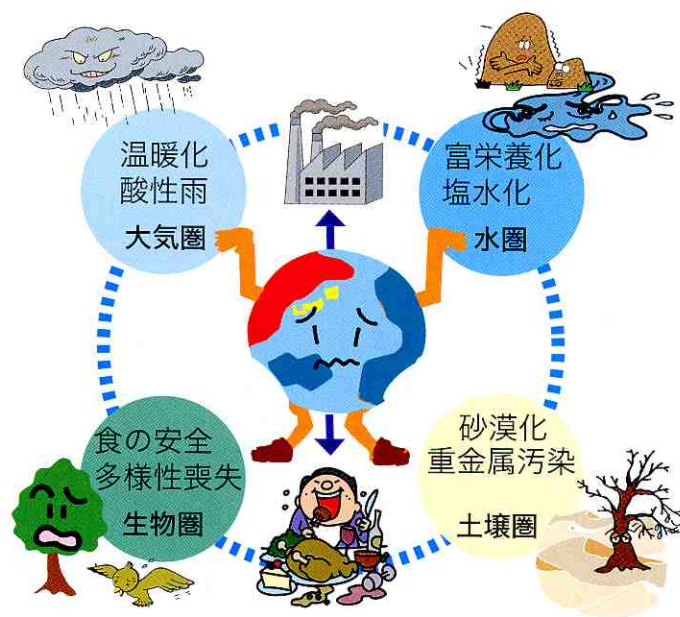 温暖化
酸性雨
大気圏
富栄養化
塩水化
水圏
食の安全
多様性喪失
生物圏
砂漠化
重金属汚染
土壌圏